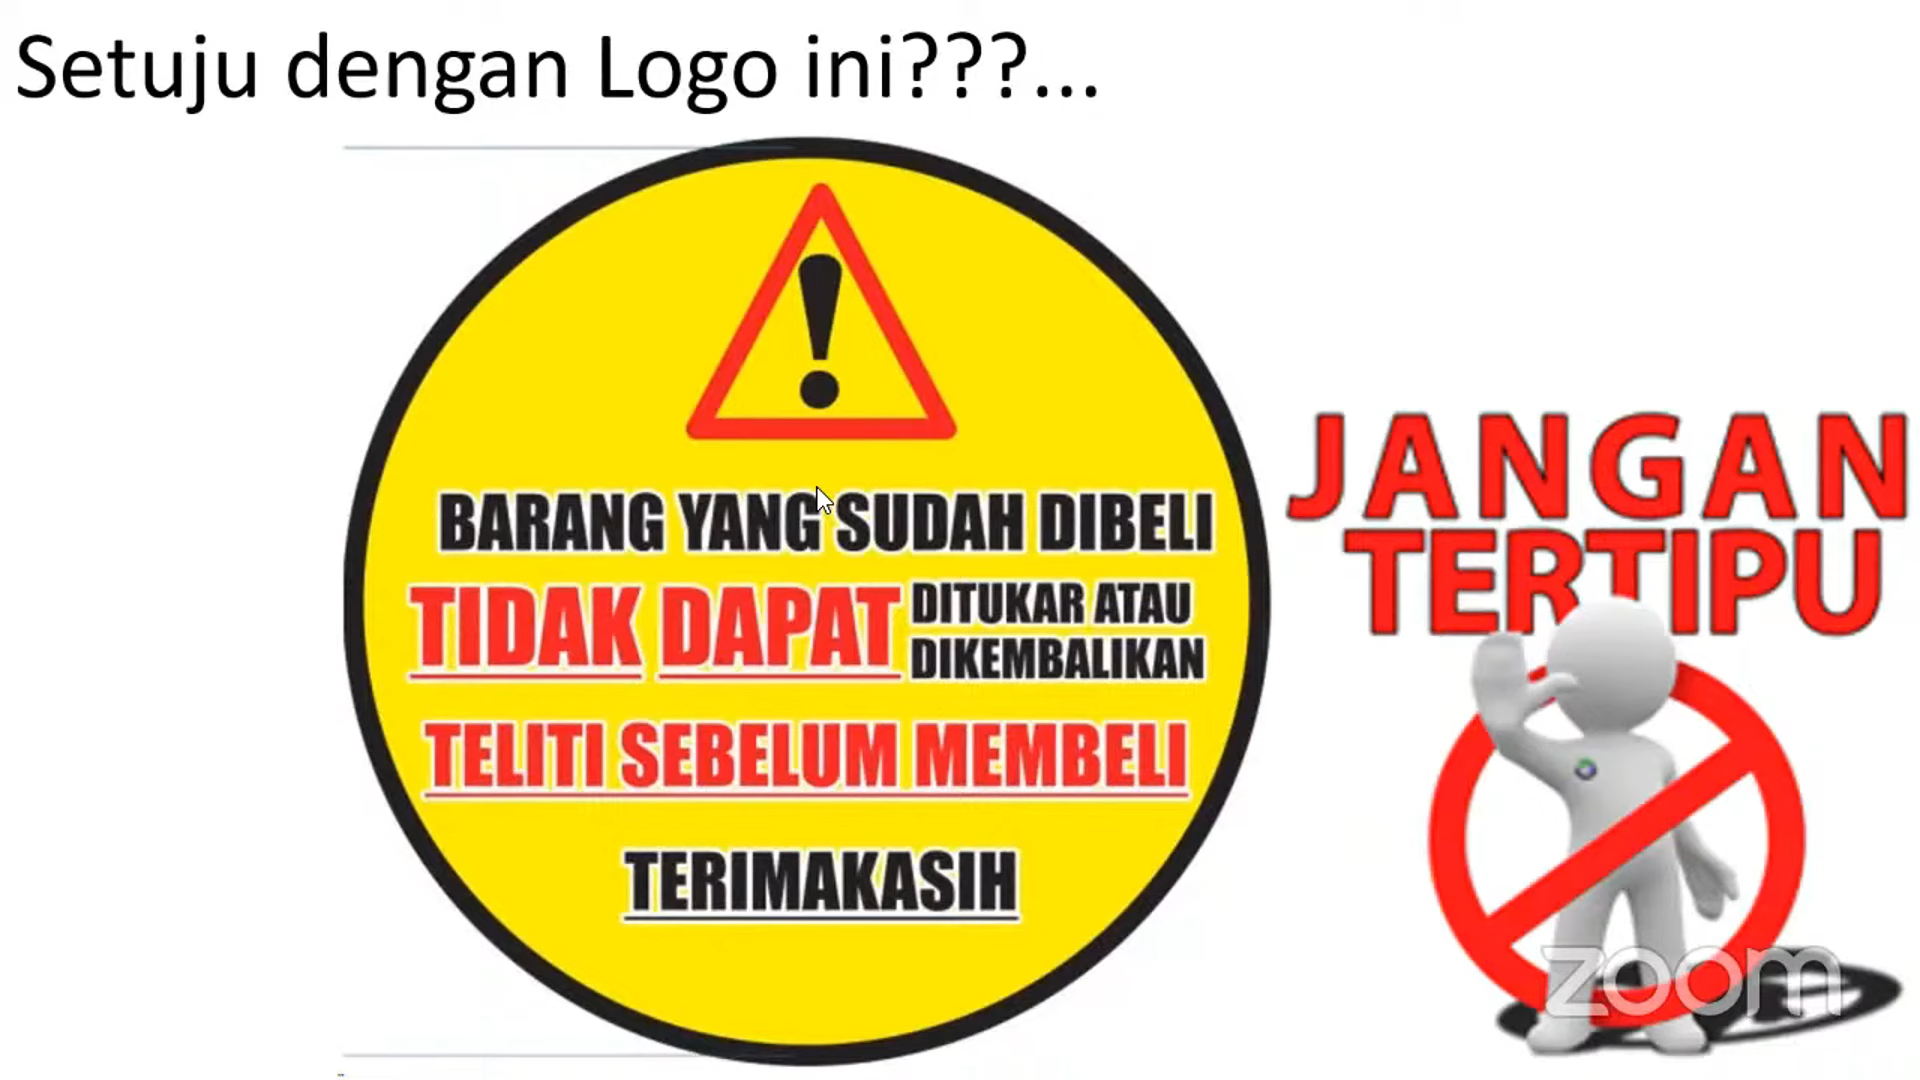 Setuju dengan Logo ini???...
BARANG YANG SUDAH DIBELI
TIDAK DAPAT DITUKAR ATAU
DIKEMBALIKAN
TELITI SEBELUM MEMBELI
TERIMAKASIH
JANGAN
TERTIPU
zoom